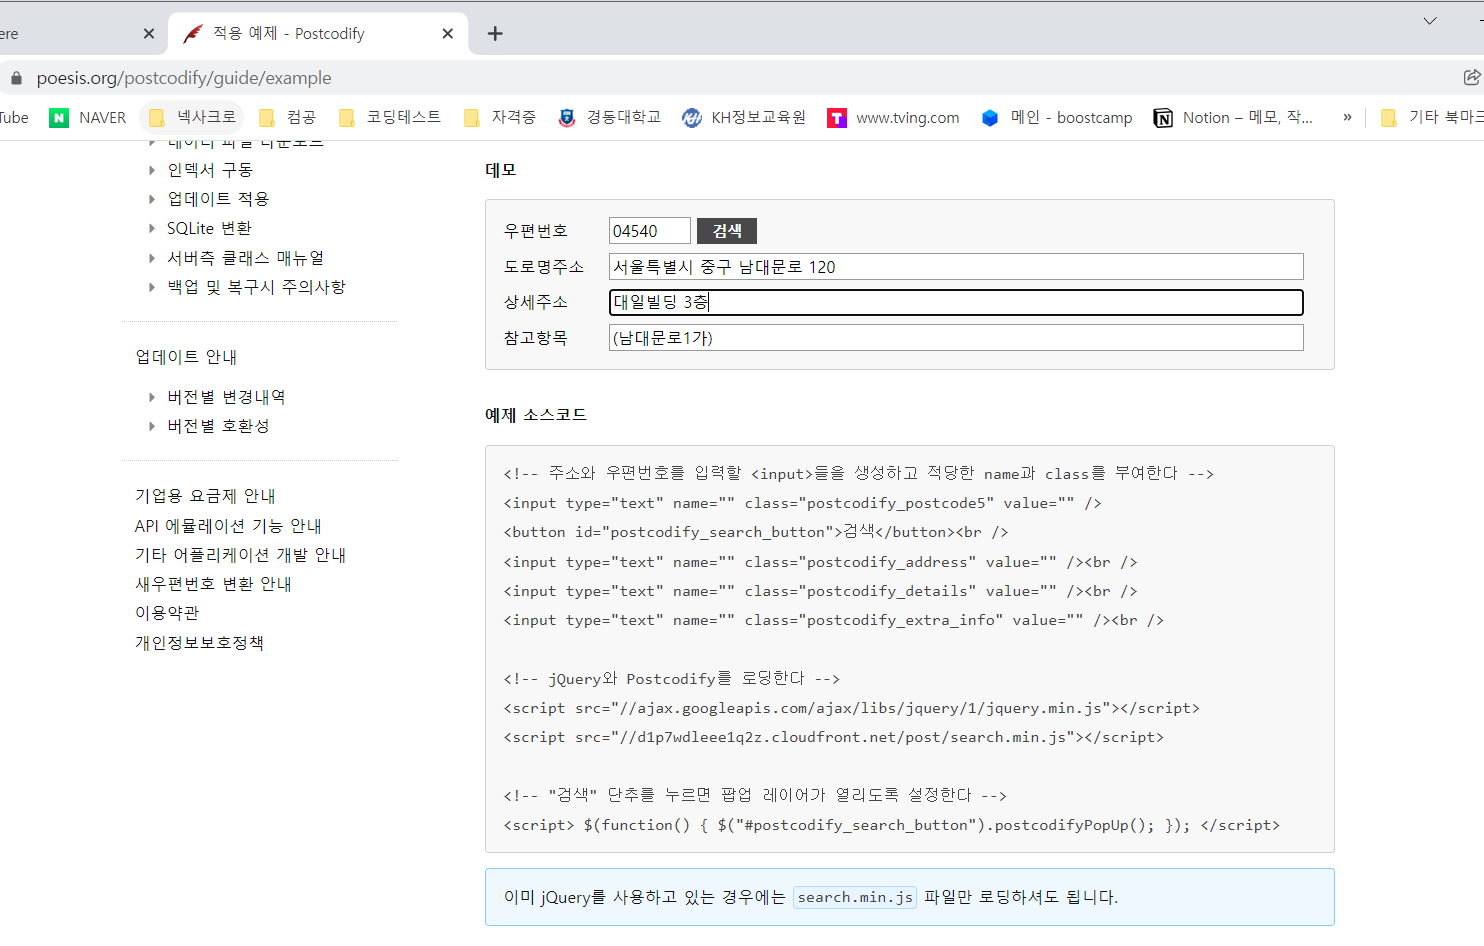 ere
적용 예제 - Postcodify
poesis.org/postcodify/guide/example
Tube
NAVER
넥사크로
컴공
코딩테스트
자격증
경동대학교
KH정보교육원
www.tving.com
메인 - boostcamp
Notion – 메모, 작...
»
기타 북마크
데이터 파일 다운로드
인덱서 구동
업데이트 적용
SQLite 변환
서버측 클래스 매뉴얼
백업 및 복구시 주의사항
업데이트 안내
버전별 변경내역
버전별 호환성
기업용 요금제 안내
API 에뮬레이션 기능 안내
기타 어플리케이션 개발 안내
새우편번호 변환 안내
이용약관
개인정보보호정책
데모
우편번호 04540 검색
도로명주소 서울특별시 중구 남대문로 120
상세주소 대일빌딩 3층
참고항목 (남대문로1가)
예제 소스코드
<!-- 주소와 우편번호를 입력할 <input>들을 생성하고 적당한 name과 class를 부여한다 -->
<input type="text" name="" class="postcodify_postcode5" value="" />
<button id="postcodify_search_button">검색</button><br />
<input type="text" name="" class="postcodify_address" value="" /><br />
<input type="text" name="" class="postcodify_details" value="" /><br />
<input type="text" name="" class="postcodify_extra_info" value="" /><br />
<!-- jQuery와 Postcodify를 로딩한다 -->
<script src="//ajax.googleapis.com/ajax/libs/jquery/1/jquery.min.js"></script>
<script src="//d1p7wdleee1q2z.cloudfront.net/post/search.min.js"></script>
<!-- "검색" 단추를 누르면 팝업 레이어가 열리도록 설정한다 -->
<script> $(function() { $("#postcodify_search_button").postcodifyPopUp(); }); </script>
이미 jQuery를 사용하고 있는 경우에는 search.min.js 파일만 로딩하셔도 됩니다.